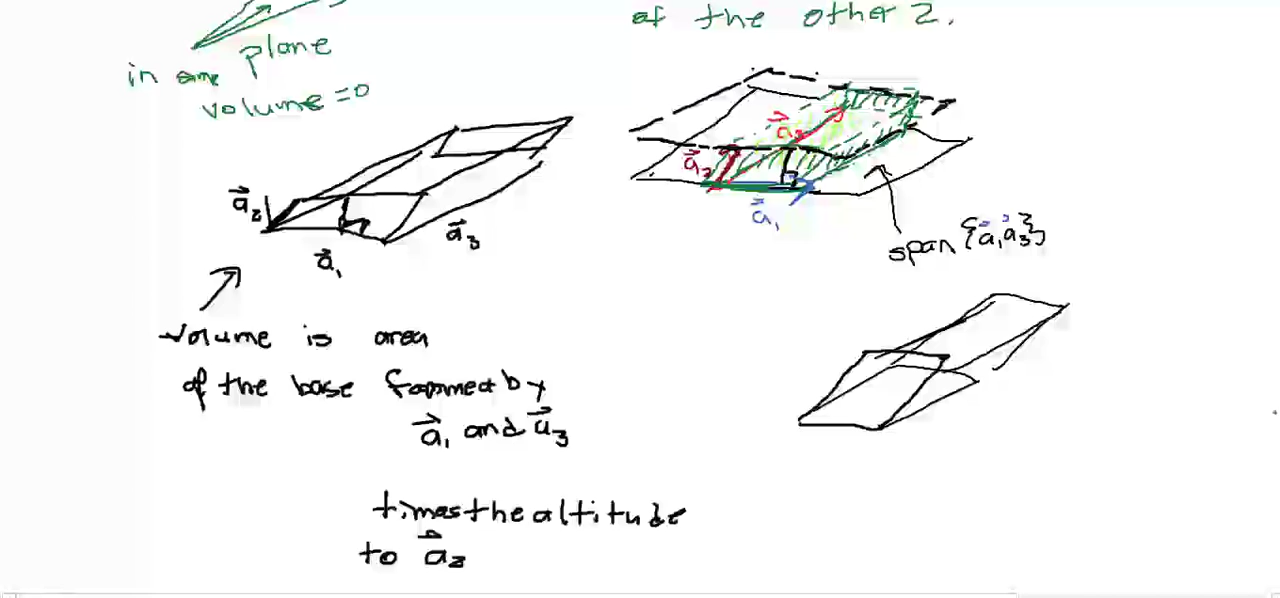 of the other 2.
in one plane
volume = 0
a⃗₂
a⃗₁
a⃗₃
a⃗₂
a⃗₃
a⃗₁
span {a⃗₁ a⃗₃}
volume is area
of the base formed by
a⃗₁ and a⃗₃
times the altitude
to a⃗₂